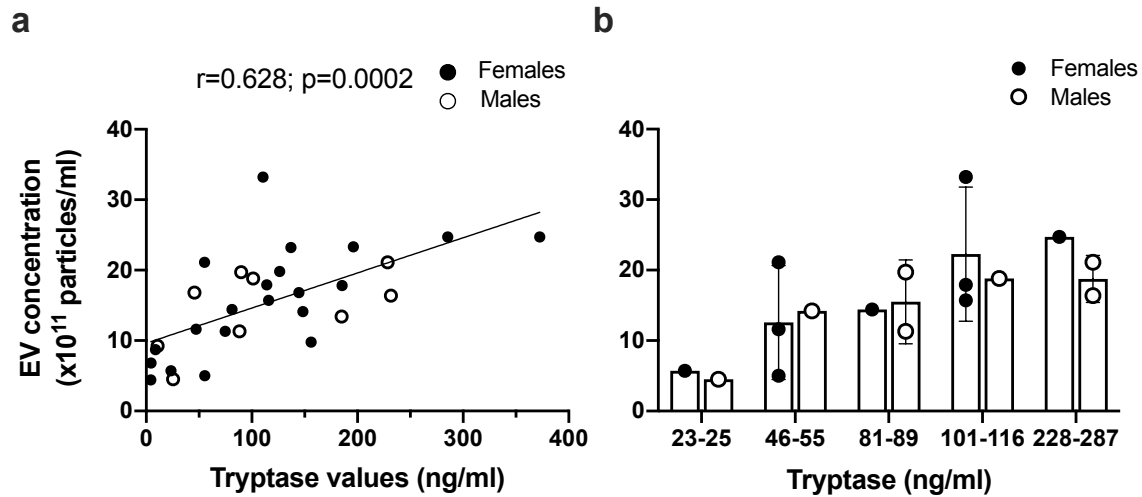 a
r=0.628; p=0.0002
Females
Males
EV concentration
(x10¹¹ particles/ml)
40
30
20
10
0
0 100 200 300 400
Tryptase values (ng/ml)
b
Females
Males
40
30
20
10
0
23-25 46-55 81-89 101-116 228-287
Tryptase (ng/ml)